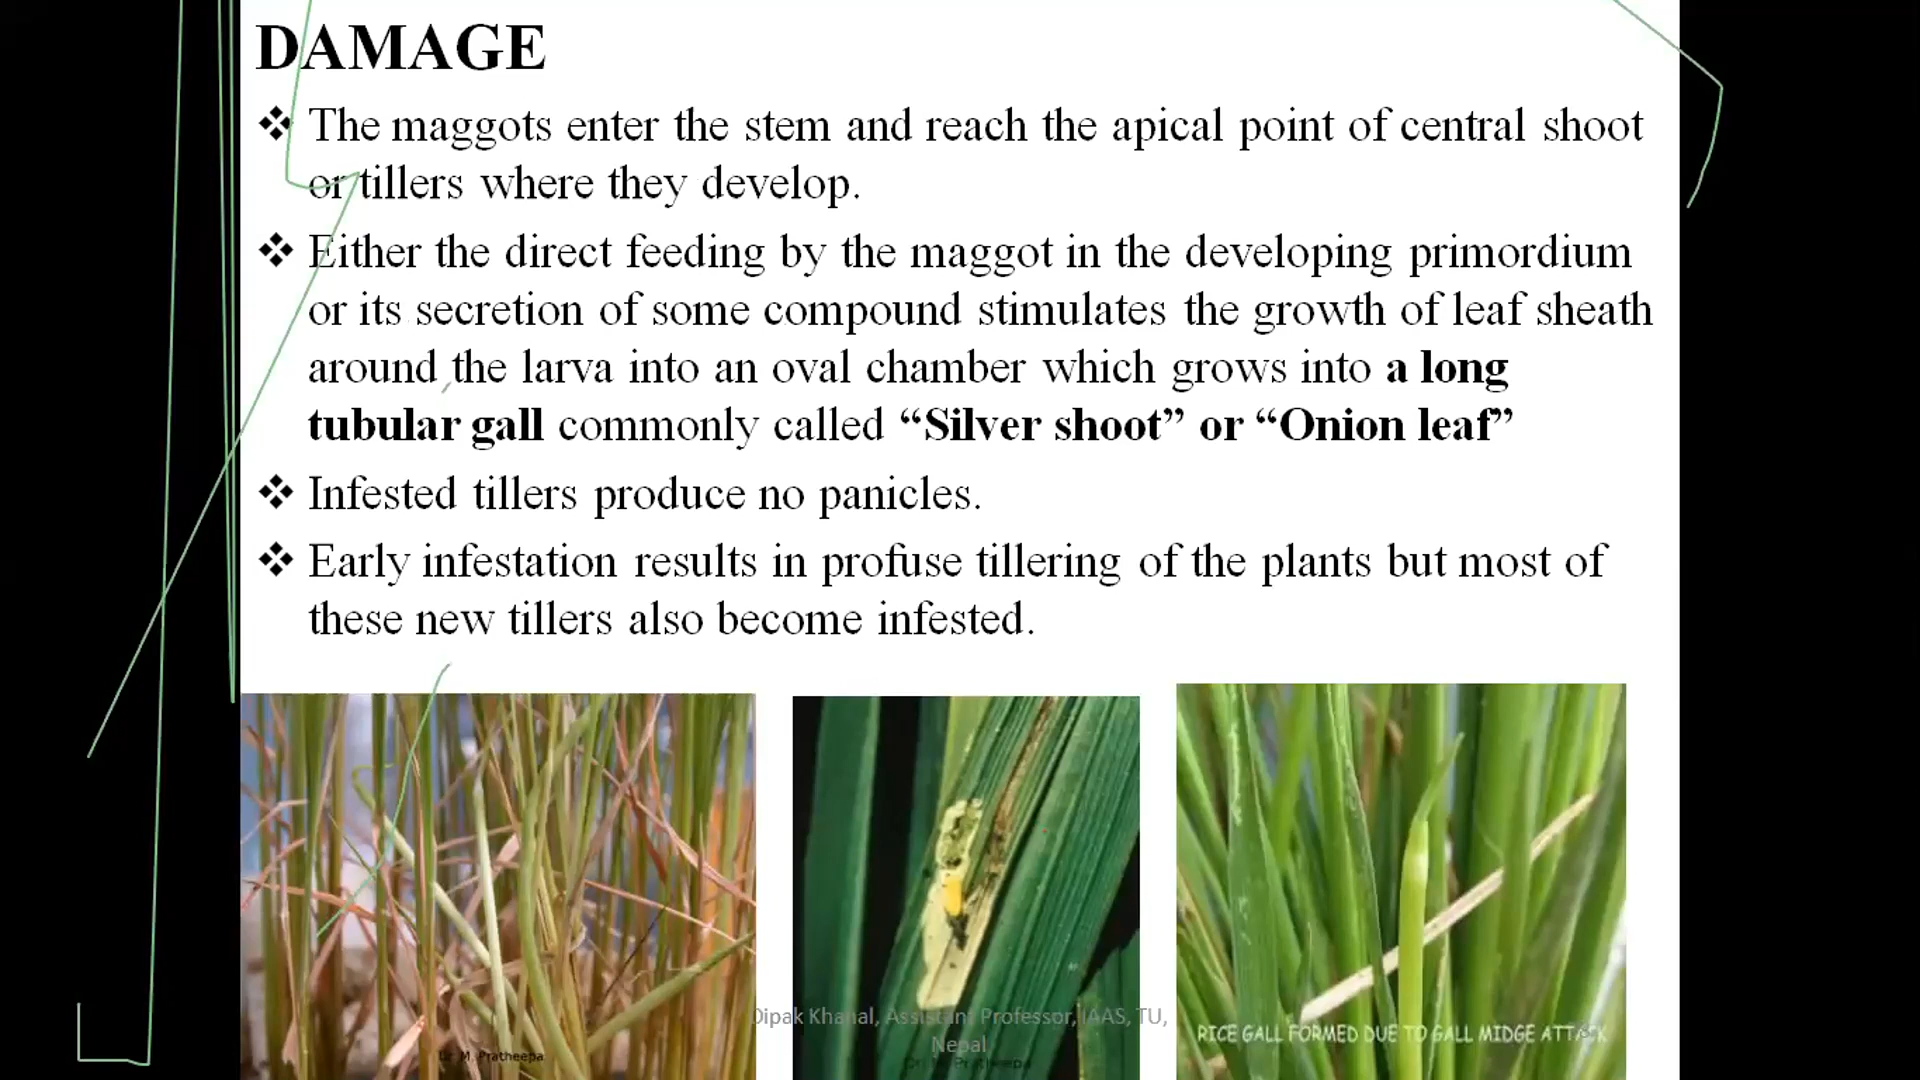 DAMAGE
❖ The maggots enter the stem and reach the apical point of central shoot
or tillers where they develop.
❖ Either the direct feeding by the maggot in the developing primordium
or its secretion of some compound stimulates the growth of leaf sheath
around the larva into an oval chamber which grows into a long
tubular gall commonly called “Silver shoot” or “Onion leaf”
❖ Infested tillers produce no panicles.
❖ Early infestation results in profuse tillering of the plants but most of
these new tillers also become infested.
Dipak Khanal, Assistant Professor, IAAS, TU,
Nepal
Dr. M. Pratheepa
Dr. M. Pratheepa
RICE GALL FORMED DUE TO GALL MIDGE ATTACK